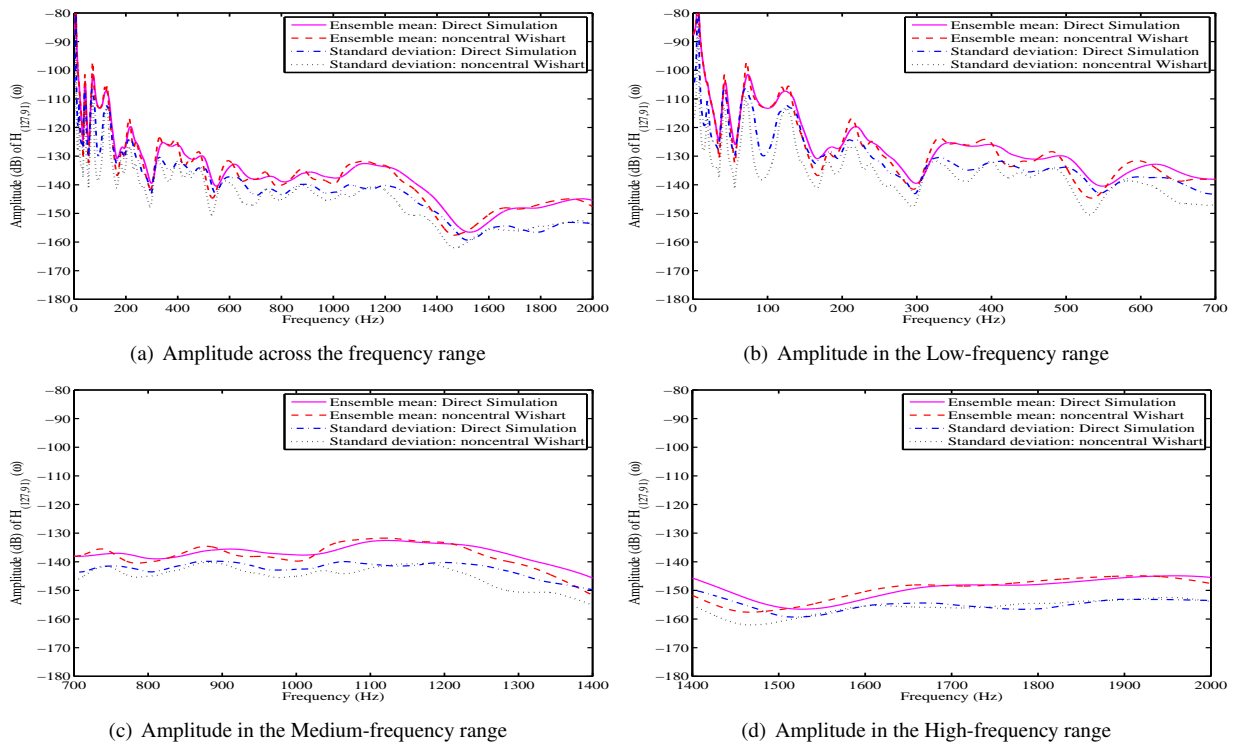 Ensemble mean: Direct Simulation
Ensemble mean: noncentral Wishart
Standard deviation: Direct Simulation
Standard deviation: noncentral Wishart
Amplitude (dB) of H(127,91) (ω)
−80
−90
−100
−110
−120
−130
−140
−150
−160
−170
−180
0 200 400 600 800 1000 1200 1400 1600 1800 2000
Frequency (Hz)
(a) Amplitude across the frequency range
Ensemble mean: Direct Simulation
Ensemble mean: noncentral Wishart
Standard deviation: Direct Simulation
Standard deviation: noncentral Wishart
Amplitude (dB) of H(127,91) (ω)
−80
−90
−100
−110
−120
−130
−140
−150
−160
−170
−180
0 100 200 300 400 500 600 700
Frequency (Hz)
(b) Amplitude in the Low-frequency range
Ensemble mean: Direct Simulation
Ensemble mean: noncentral Wishart
Standard deviation: Direct Simulation
Standard deviation: noncentral Wishart
Amplitude (dB) of H(127,91) (ω)
−80
−90
−100
−110
−120
−130
−140
−150
−160
−170
−180
700 800 900 1000 1100 1200 1300 1400
Frequency (Hz)
(c) Amplitude in the Medium-frequency range
Ensemble mean: Direct Simulation
Ensemble mean: noncentral Wishart
Standard deviation: Direct Simulation
Standard deviation: noncentral Wishart
Amplitude (dB) of H(127,91) (ω)
−80
−90
−100
−110
−120
−130
−140
−150
−160
−170
−180
1400 1500 1600 1700 1800 1900 2000
Frequency (Hz)
(d) Amplitude in the High-frequency range